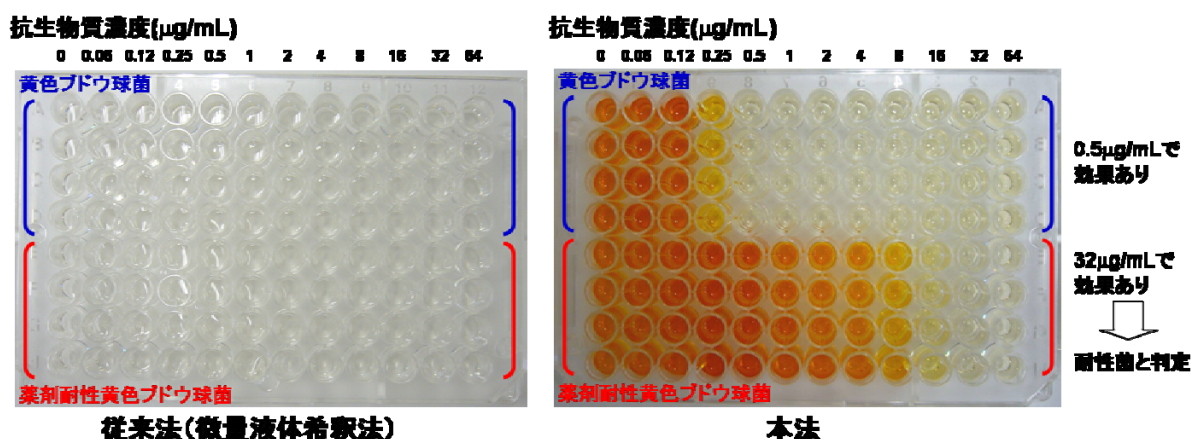 抗生物質濃度(μg/mL)
0 0.06 0.12 0.25 0.5 1 2 4 8 16 32 64
黄色ブドウ球菌
薬剤耐性黄色ブドウ球菌
従来法(微量液体希釈法)
抗生物質濃度(μg/mL)
0 0.06 0.12 0.25 0.5 1 2 4 8 16 32 64
黄色ブドウ球菌
薬剤耐性黄色ブドウ球菌
本法
0.5μg/mLで
効果あり
32μg/mLで
効果あり
耐性菌と判定